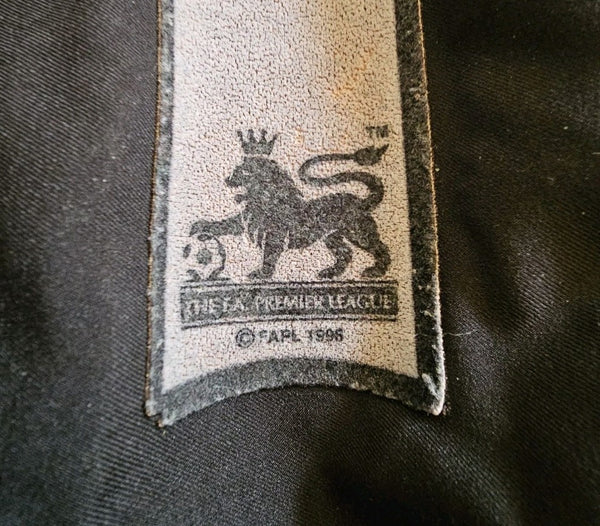 TM
THE F.A. PREMIER LEAGUE
© FAPL 1996